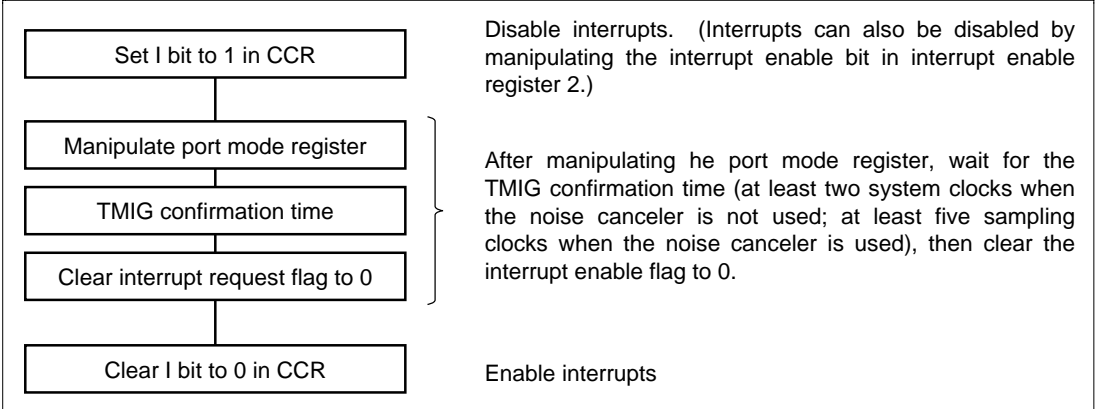 Set I bit to 1 in CCR
Disable interrupts. (Interrupts can also be disabled by
manipulating the interrupt enable bit in interrupt enable
register 2.)
Manipulate port mode register
TMIG confirmation time
Clear interrupt request flag to 0
After manipulating he port mode register, wait for the
TMIG confirmation time (at least two system clocks when
the noise canceler is not used; at least five sampling
clocks when the noise canceler is used), then clear the
interrupt enable flag to 0.
Clear I bit to 0 in CCR
Enable interrupts